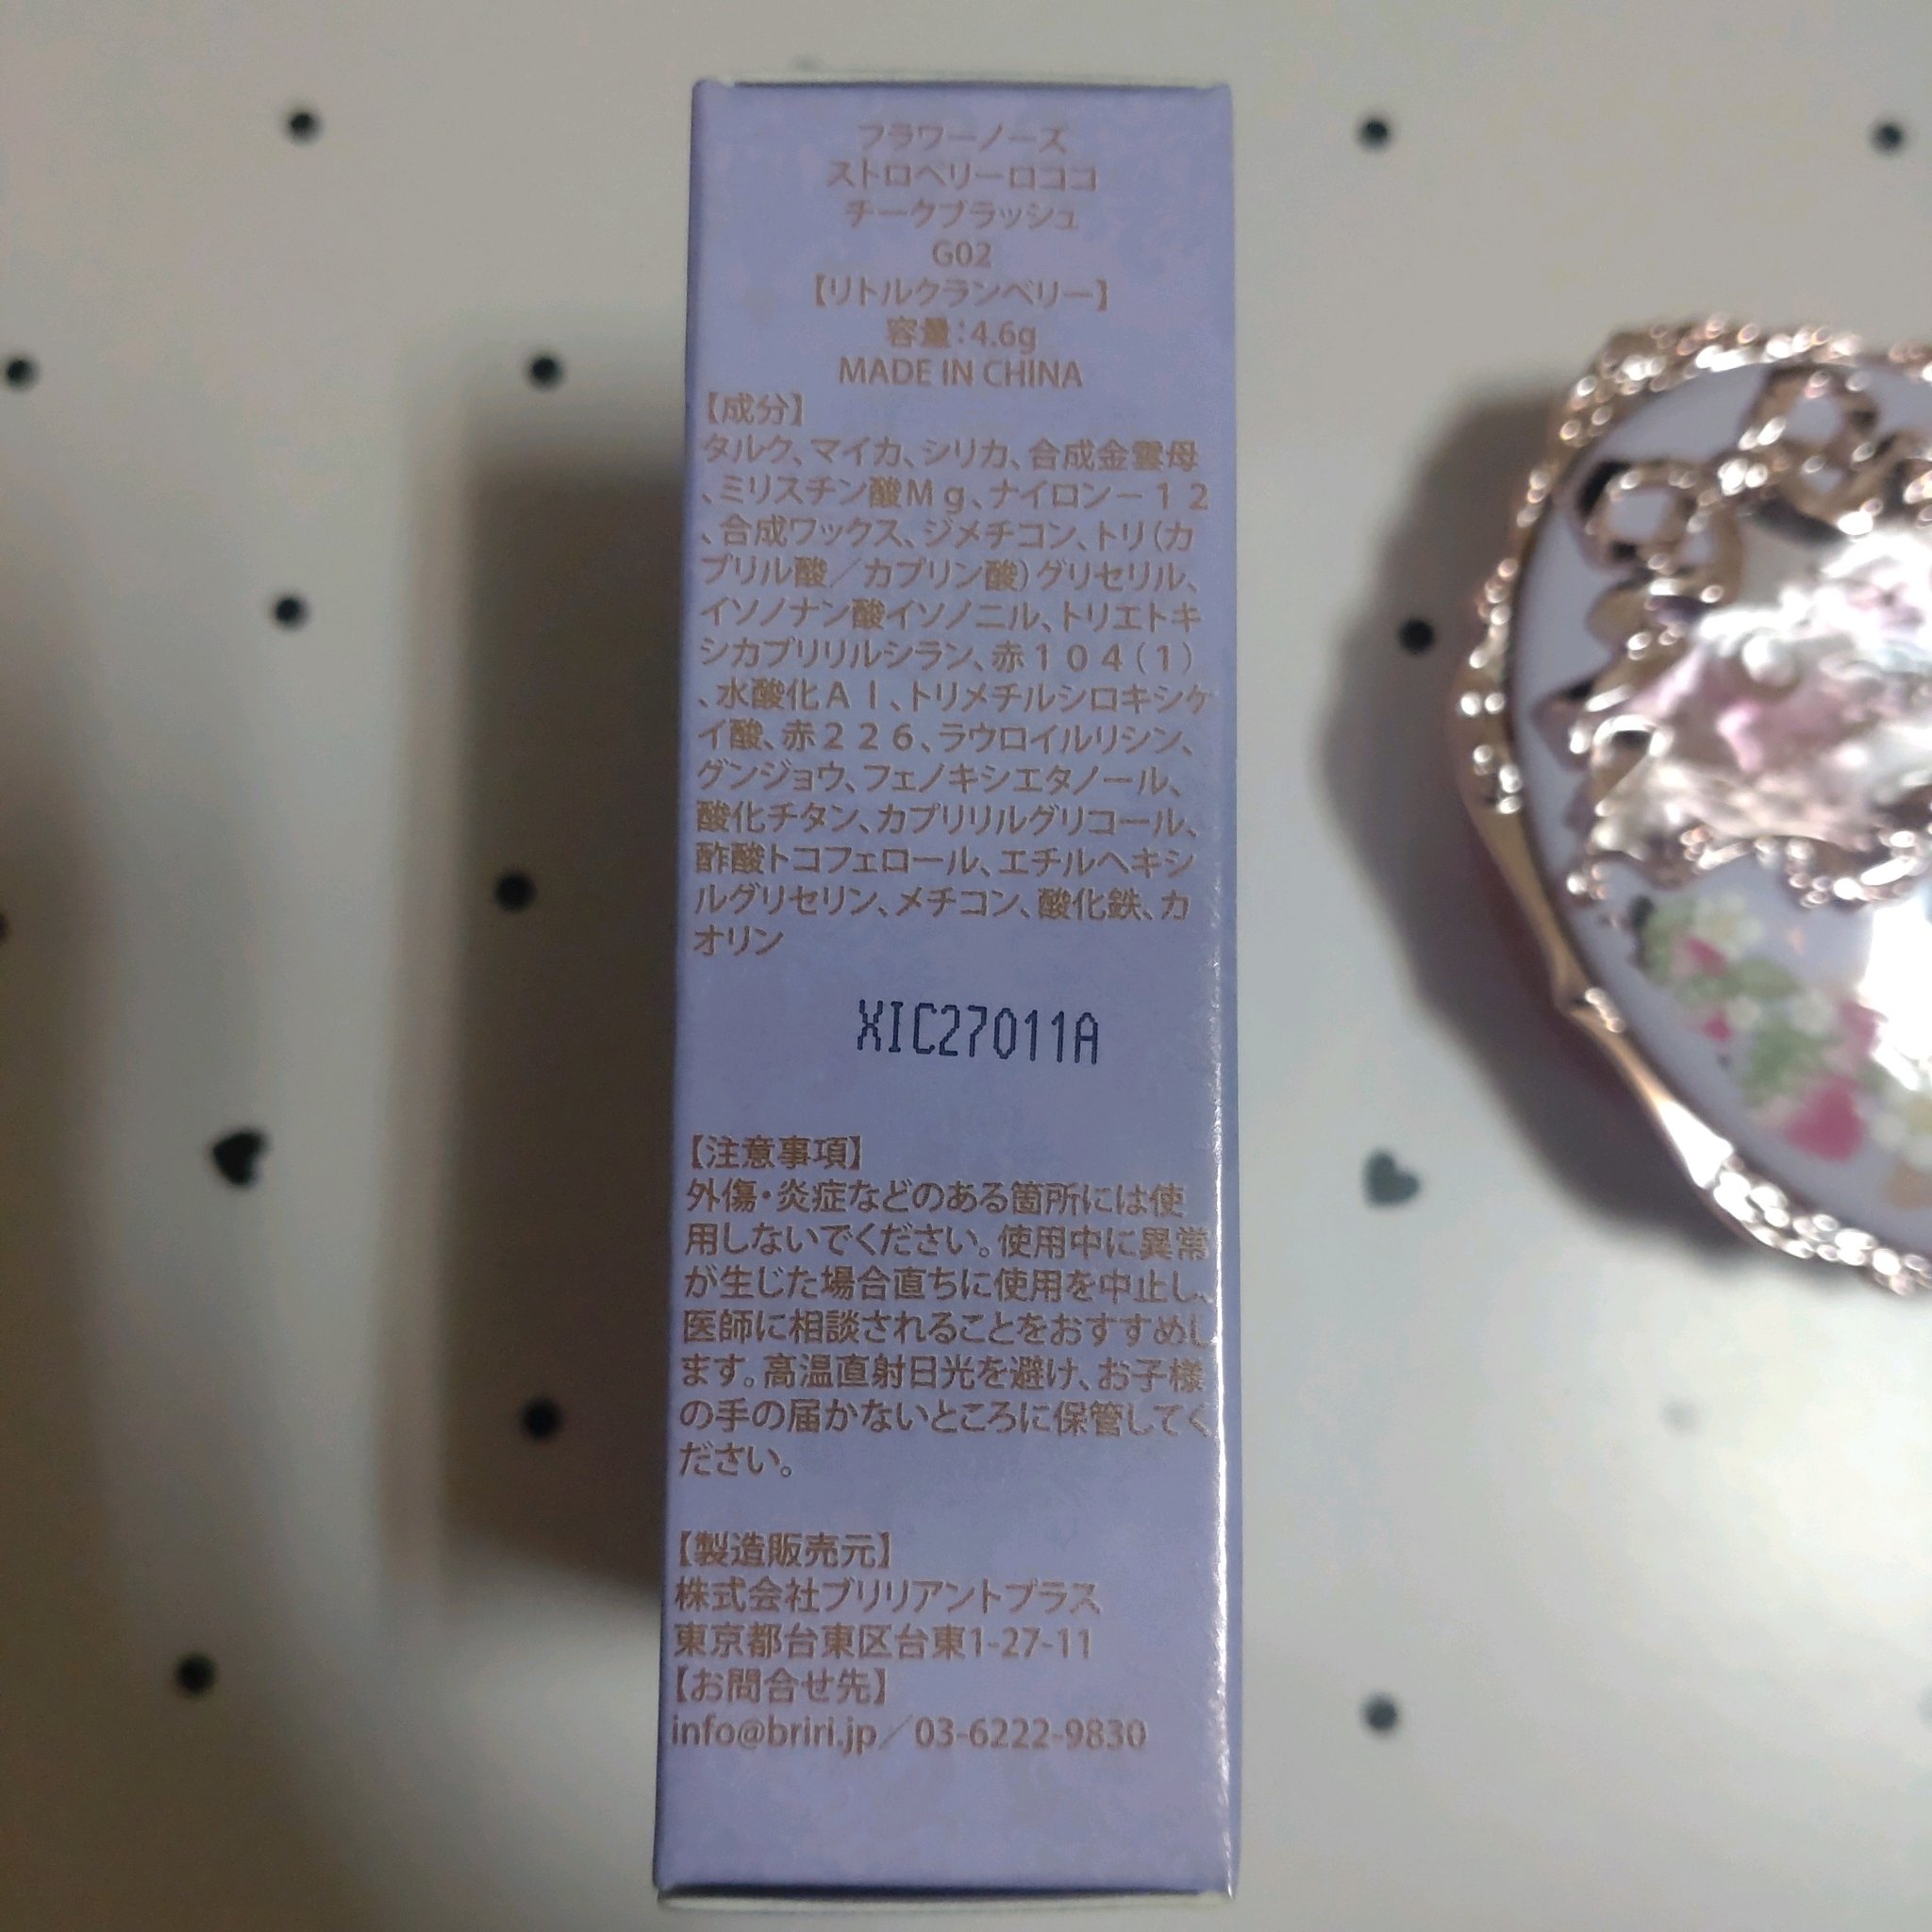 フラワーノーズ
ストロベリーロココ
チークブラッシュ
G02
【リトルクランベリー】
容量：4.6g
MADE IN CHINA
【成分】
タルク、マイカ、シリカ、合成金雲母
、ミリスチン酸Ｍｇ、ナイロン－１２
、合成ワックス、ジメチコン、トリ（カ
プリル酸／カプリン酸）グリセリル、
イソノナン酸イソノニル、トリエトキ
シカプリリルシラン、赤１０４（１）
、水酸化Ａｌ、トリメチルシロキシケ
イ酸、赤２２６、ラウロイルリシン、
グンジョウ、フェノキシエタノール、
酸化チタン、カプリリルグリコール、
酢酸トコフェロール、エチルヘキシ
ルグリセリン、メチコン、酸化鉄、カ
オリン
XIC27011A
【注意事項】
外傷・炎症などのある箇所には使
用しないでください。使用中に異常
が生じた場合直ちに使用を中止し、
医師に相談されることをおすすめし
ます。高温直射日光を避け、お子様
の手の届かないところに保管してく
ださい。
【製造販売元】
株式会社ブリリアントプラス
東京都台東区台東1-27-11
【お問合せ先】
info@briri.jp／03-6222-9830